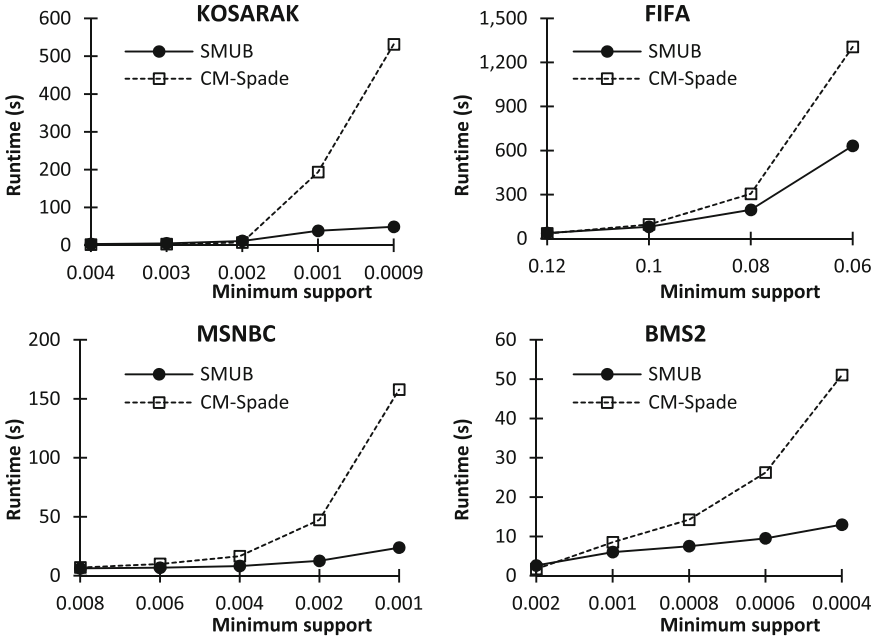 KOSARAK
600
500
400
300
200
100
0
Runtime (s)
SMUB
CM-Spade
0.004 0.003 0.002 0.001 0.0009
Minimum support
FIFA
1,500
1,200
900
600
300
0
Runtime (s)
SMUB
CM-Spade
0.12 0.1 0.08 0.06
Minimum support
MSNBC
200
150
100
50
0
Runtime (s)
SMUB
CM-Spade
0.008 0.006 0.004 0.002 0.001
Minimum support
BMS2
60
50
40
30
20
10
0
Runtime (s)
SMUB
CM-Spade
0.002 0.001 0.0008 0.0006 0.0004
Minimum support